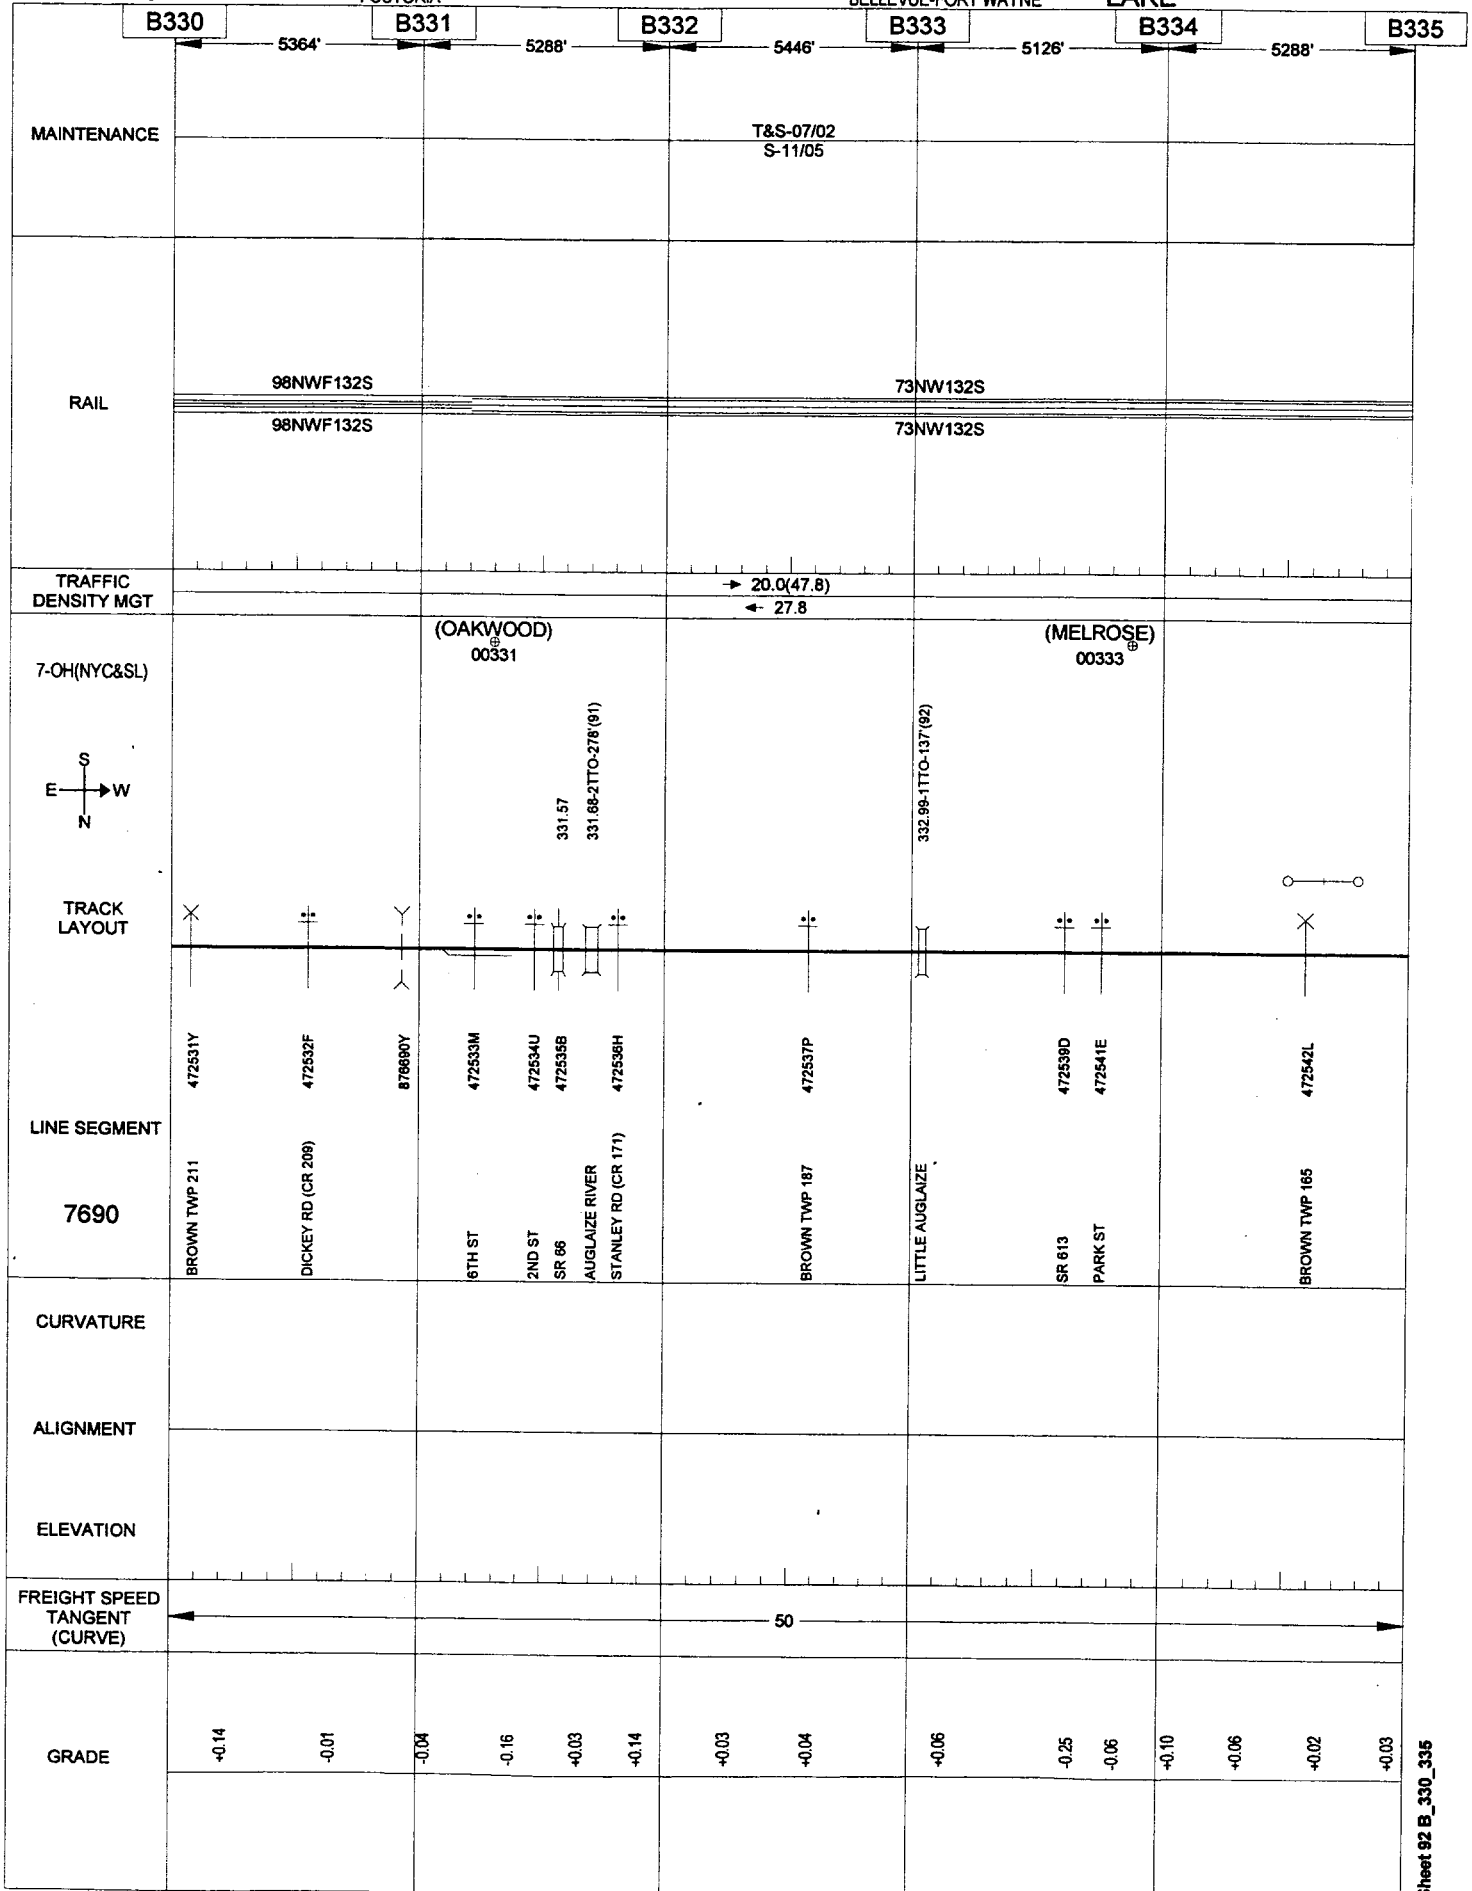 BELLEVUE-FORT WAYNE LAKE
B330 B331 B332 B333 B334 B335
5364' 5288' 5446' 5126' 5288'
MAINTENANCE
T&S-07/02
S-11/05
RAIL
98NWF132S 73NW132S
98NWF132S 73NW132S
TRAFFIC
DENSITY MGT
→ 20.0(47.8)
← 27.8
(OAKWOOD)
00331
(MELROSE)
00333
7-OH(NYC&SL)
S
E W
N
331.57
331.68-2TTO-278'(91)
332.99-1TTO-137'(92)
TRACK
LAYOUT
472531Y
472532F
876690Y
472533M
472534U
472535B
472536H
472537P
472539D
472541E
472542L
LINE SEGMENT
7690
BROWN TWP 211
DICKEY RD (CR 209)
6TH ST
2ND ST
SR 66
AUGLAIZE RIVER
STANLEY RD (CR 171)
BROWN TWP 187
LITTLE AUGLAIZE
SR 613
PARK ST
BROWN TWP 165
CURVATURE
ALIGNMENT
ELEVATION
FREIGHT SPEED
TANGENT
(CURVE)
50
GRADE
+0.14
-0.01
-0.04
-0.16
+0.03
+0.14
+0.03
+0.04
+0.06
-0.25
-0.06
+0.10
+0.06
+0.02
+0.03
Sheet 92 B_330_335